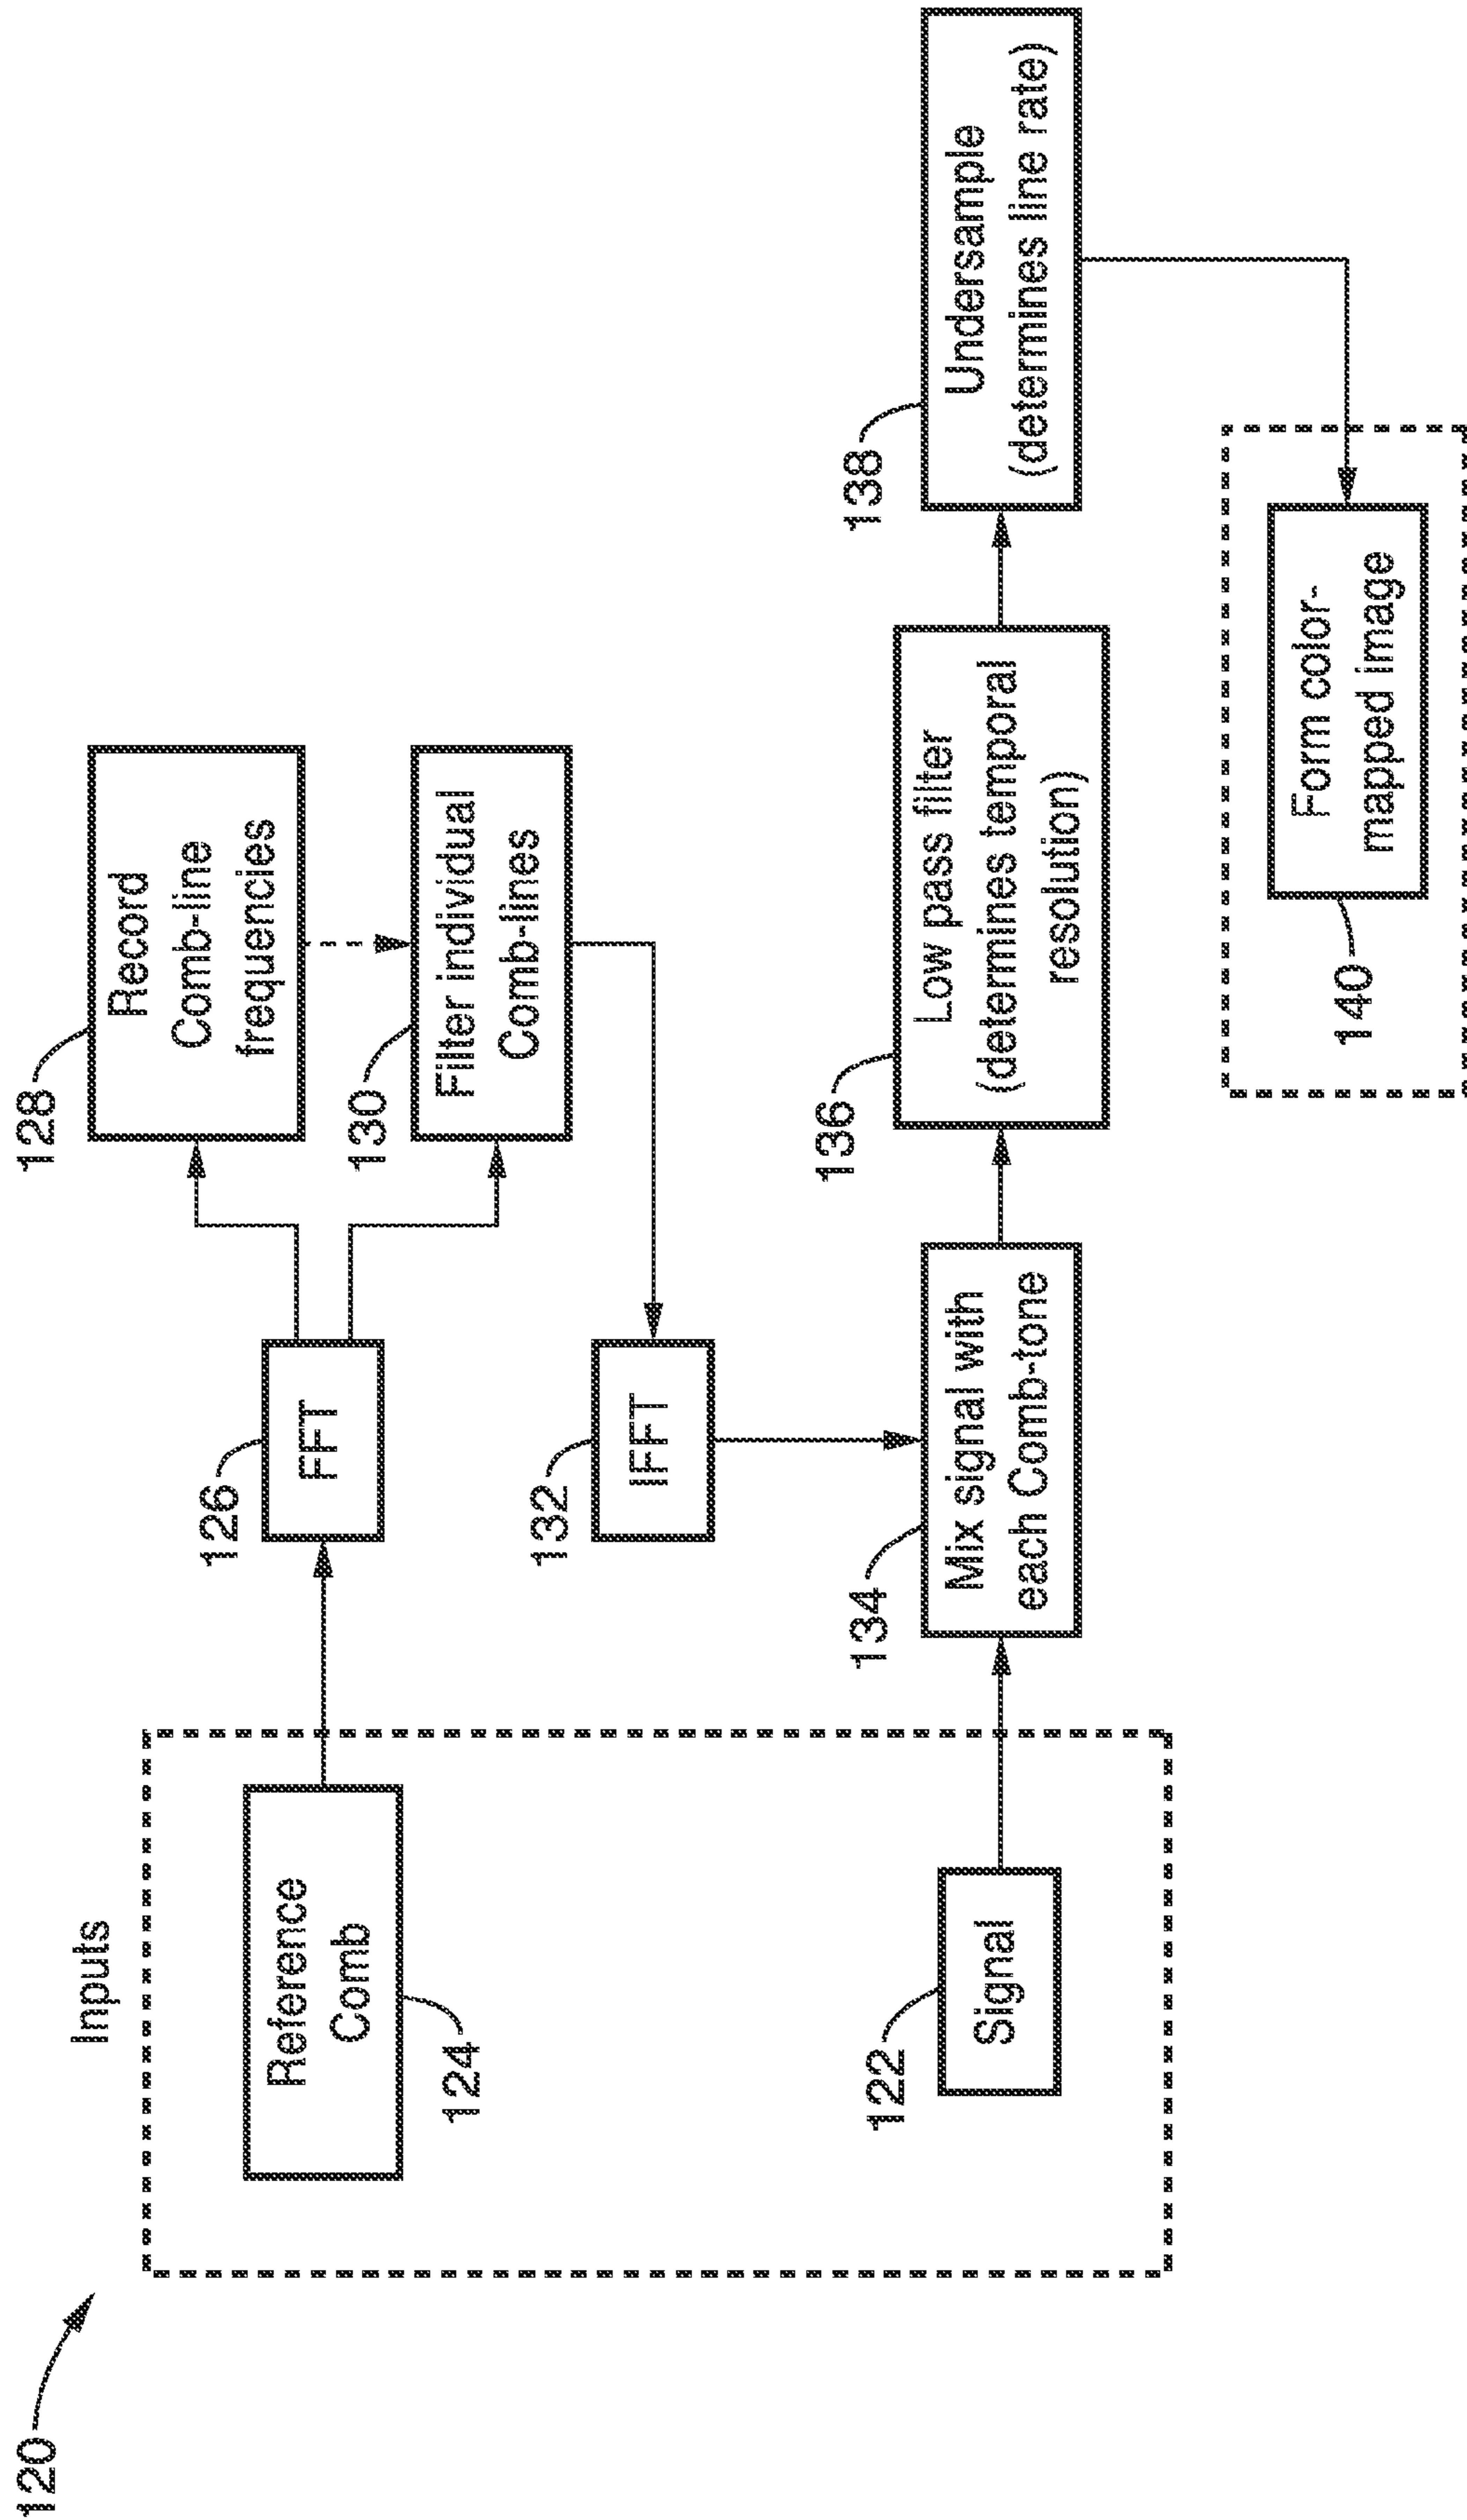 120
Inputs
Reference
Comb
124
122
Signal
126
FFT
128
Record
Comb-line
frequencies
130
Filter individual
Comb-lines
132
IFFT
134
Mix signal with
each Comb-tone
136
Low pass filter
(determines temporal
resolution)
138
Undersample
(determines line rate)
140
Form color-
mapped image